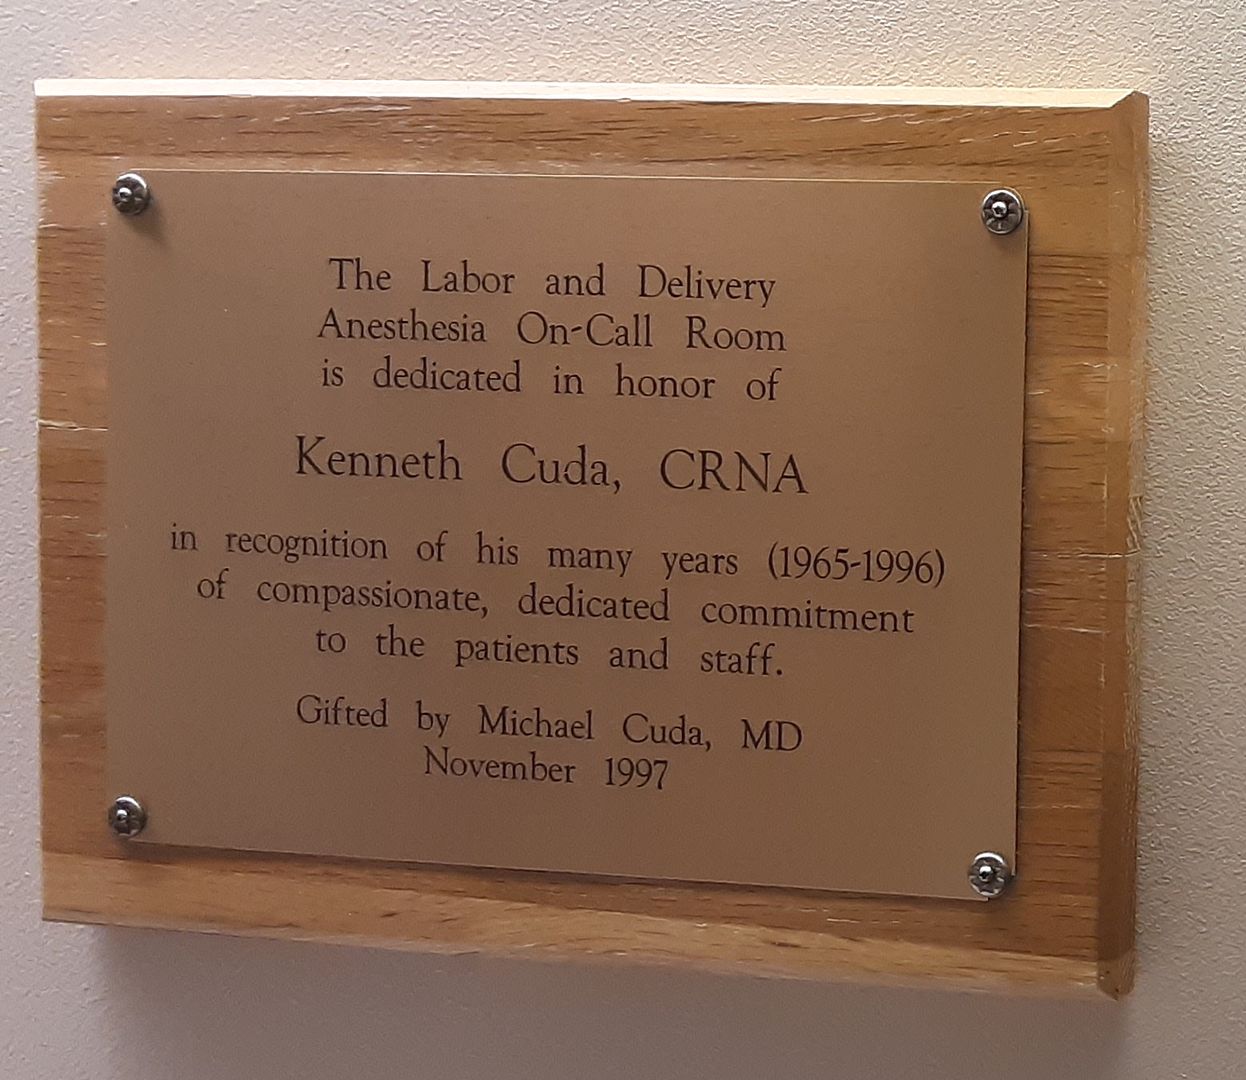 The Labor and Delivery
Anesthesia On-Call Room
is dedicated in honor of
Kenneth Cuda, CRNA
in recognition of his many years (1965-1996)
of compassionate, dedicated commitment
to the patients and staff.
Gifted by Michael Cuda, MD
November 1997